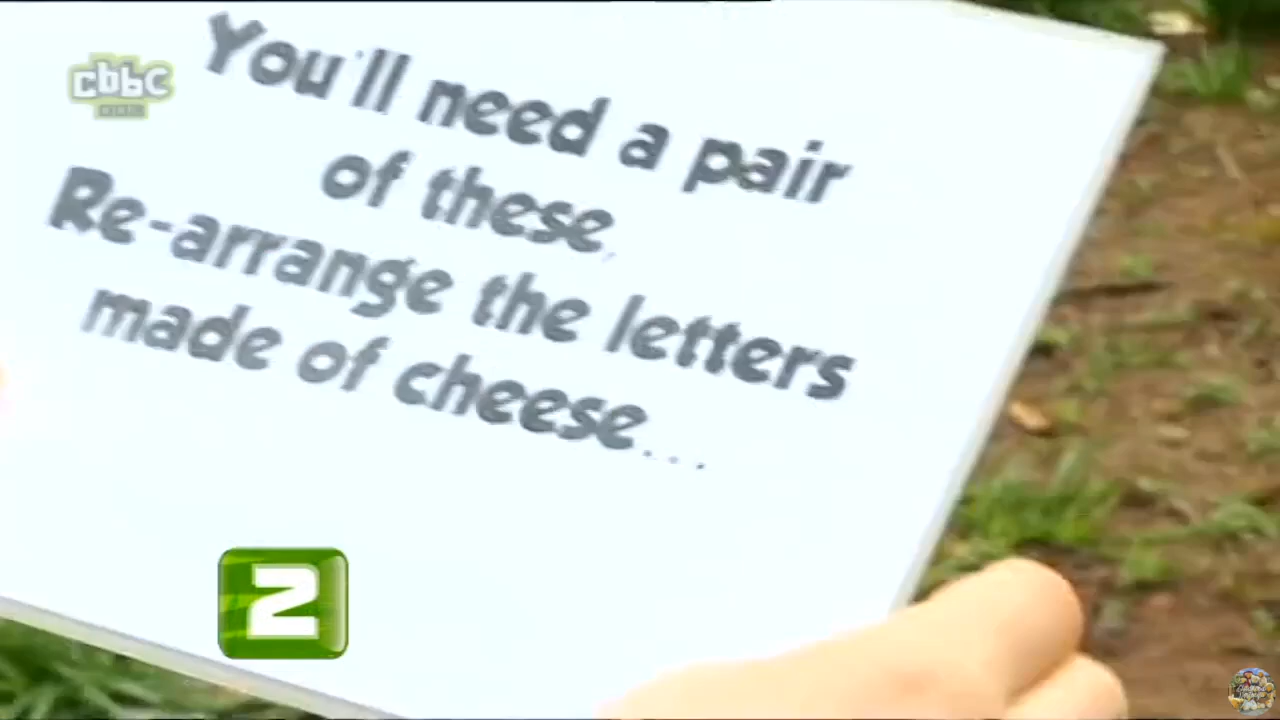 cbbc
You'll need a pair
of these.
Re-arrange the letters
made of cheese...
2